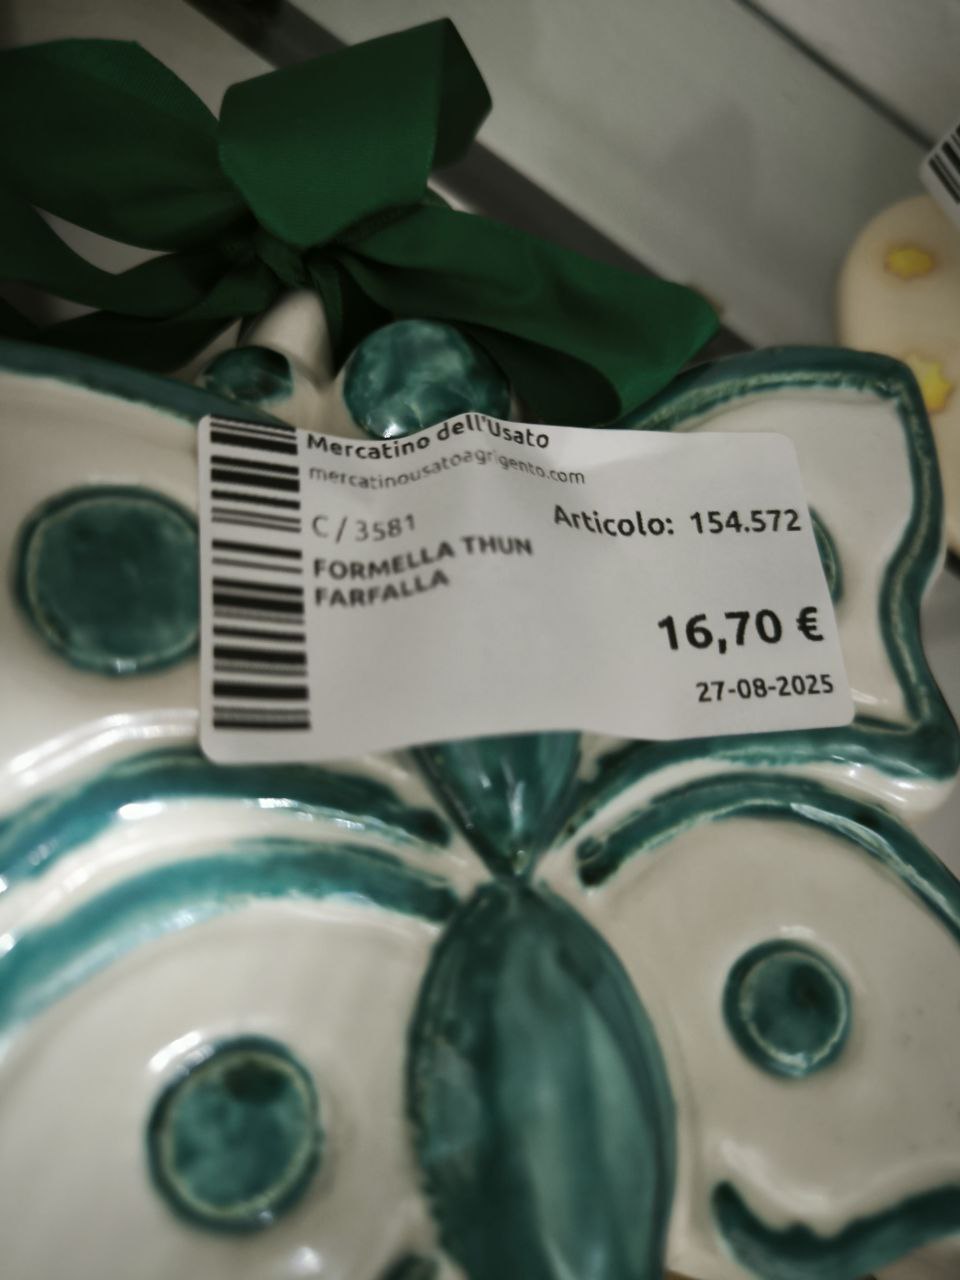 Mercatino dell'Usato
mercatinousatoagrigento.com
C/3581
Articolo: 154.572
FORMELLA THUN
FARFALLA
16,70 €
27-08-2025